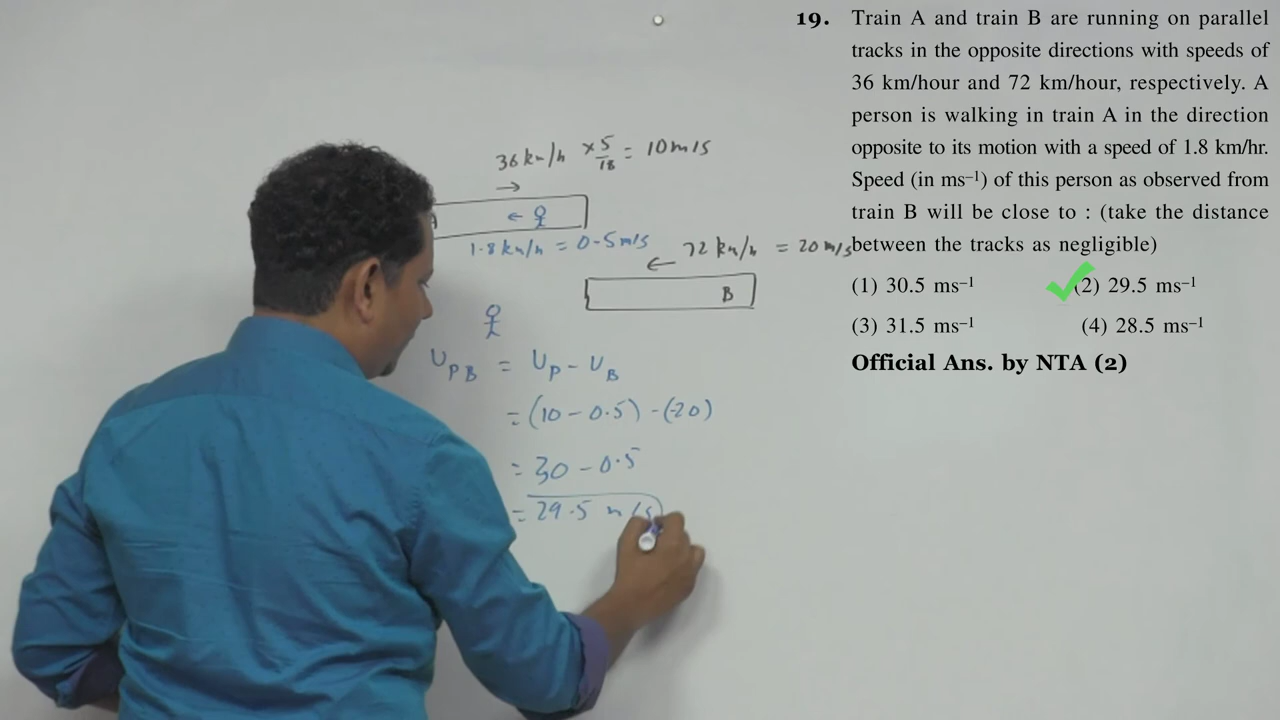 19. Train A and train B are running on parallel
tracks in the opposite directions with speeds of
36 km/hour and 72 km/hour, respectively. A
person is walking in train A in the direction
opposite to its motion with a speed of 1.8 km/hr.
Speed (in ms⁻¹) of this person as observed from
train B will be close to : (take the distance
between the tracks as negligible)
(1) 30.5 ms⁻¹ (2) 29.5 ms⁻¹
(3) 31.5 ms⁻¹ (4) 28.5 ms⁻¹
Official Ans. by NTA (2)
36 km/h × 5/18 = 10 m/s
1.8 km/h = 0.5 m/s
72 km/h = 20 m/s
B
υPB = υP - υB
= (10 - 0.5) - (-20)
= 30 - 0.5
= 29.5 m/s